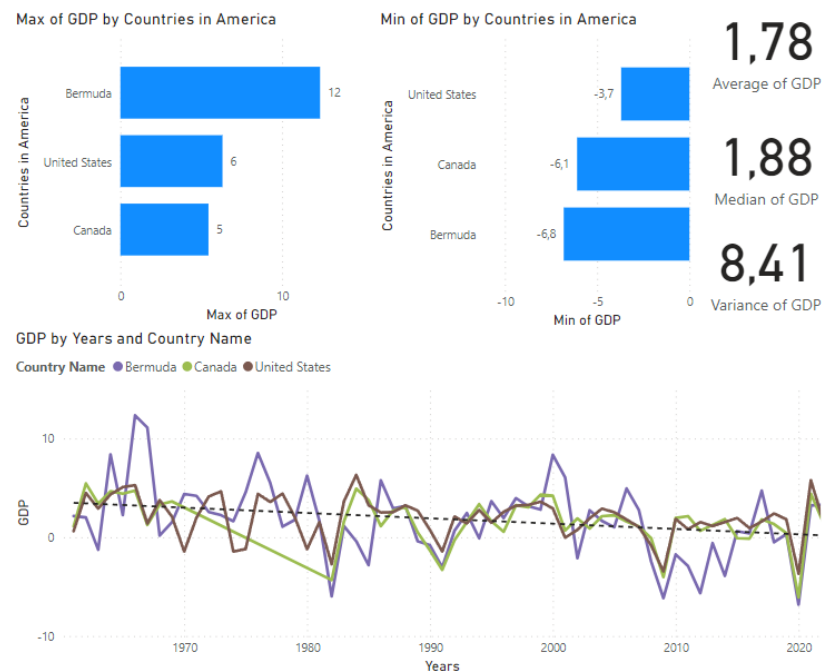 Max of GDP by Countries in America
Countries in America
Bermuda
12
United States
6
Canada
5
0
10
Max of GDP
Min of GDP by Countries in America
Countries in America
United States
-3,7
Canada
-6,1
Bermuda
-6,8
-10
-5
0
Min of GDP
1,78
Average of GDP
1,88
Median of GDP
8,41
Variance of GDP
GDP by Years and Country Name
Country Name Bermuda Canada United States
GDP
10
0
-10
1970
1980
1990
2000
2010
2020
Years